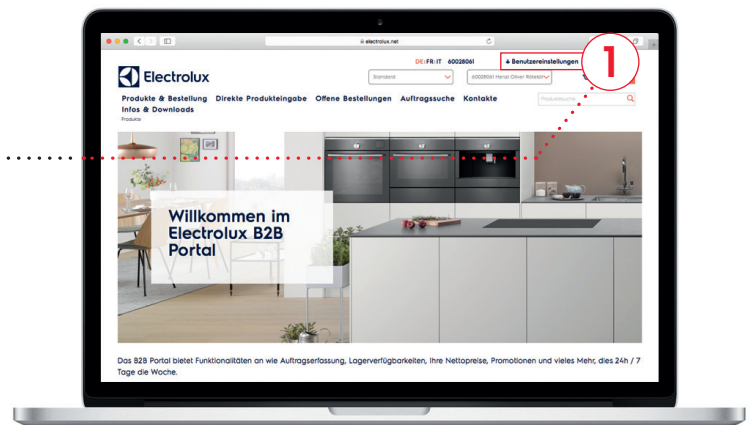 electrolux.net
DE FR IT 60028061 Benutzereinstellungen
1
Electrolux
Standard
Produkte & Bestellung Direkte Produkteingabe Offene Bestellungen Auftragssuche Kontakte
Produktsuche
Infos & Downloads
Produkte
Willkommen im
Electrolux B2B
Portal
Das B2B Portal bietet Funktionalitäten an wie Auftragserfassung, Lagerverfügbarkeiten, Ihre Nettopreise, Promotionen und vieles Mehr, dies 24h / 7
Tage die Woche.